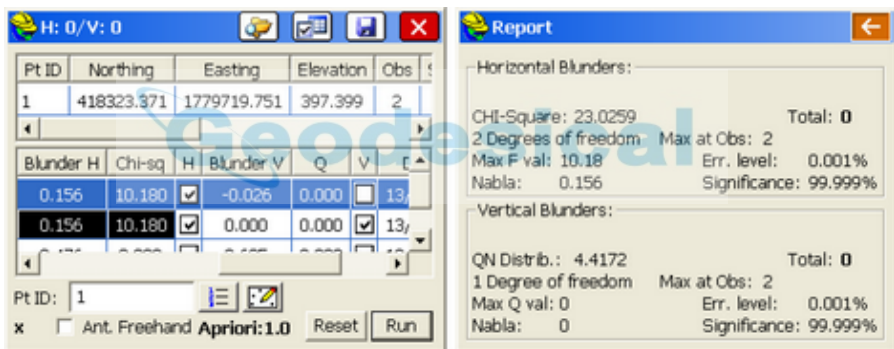 H: 0/V: 0
Pt ID Northing Easting Elevation Obs
1 418323.371 1779719.751 397.399 2
Blunder H Chi-sq H Blunder V Q V
0.156 10.180 -0.026 0.000 13/
0.156 10.180 0.000 0.000 13/
Pt ID: 1
x Ant. Freehand Apriori:1.0 Reset Run
Report
Horizontal Blunders:
CHI-Square: 23.0259 Total: 0
2 Degrees of freedom Max at Obs: 2
Max F val: 10.18 Err. level: 0.001%
Nabla: 0.156 Significance: 99.999%
Vertical Blunders:
QN Distrib.: 4.4172 Total: 0
1 Degree of freedom Max at Obs: 2
Max Q val: 0 Err. level: 0.001%
Nabla: 0 Significance: 99.999%
Geodesical